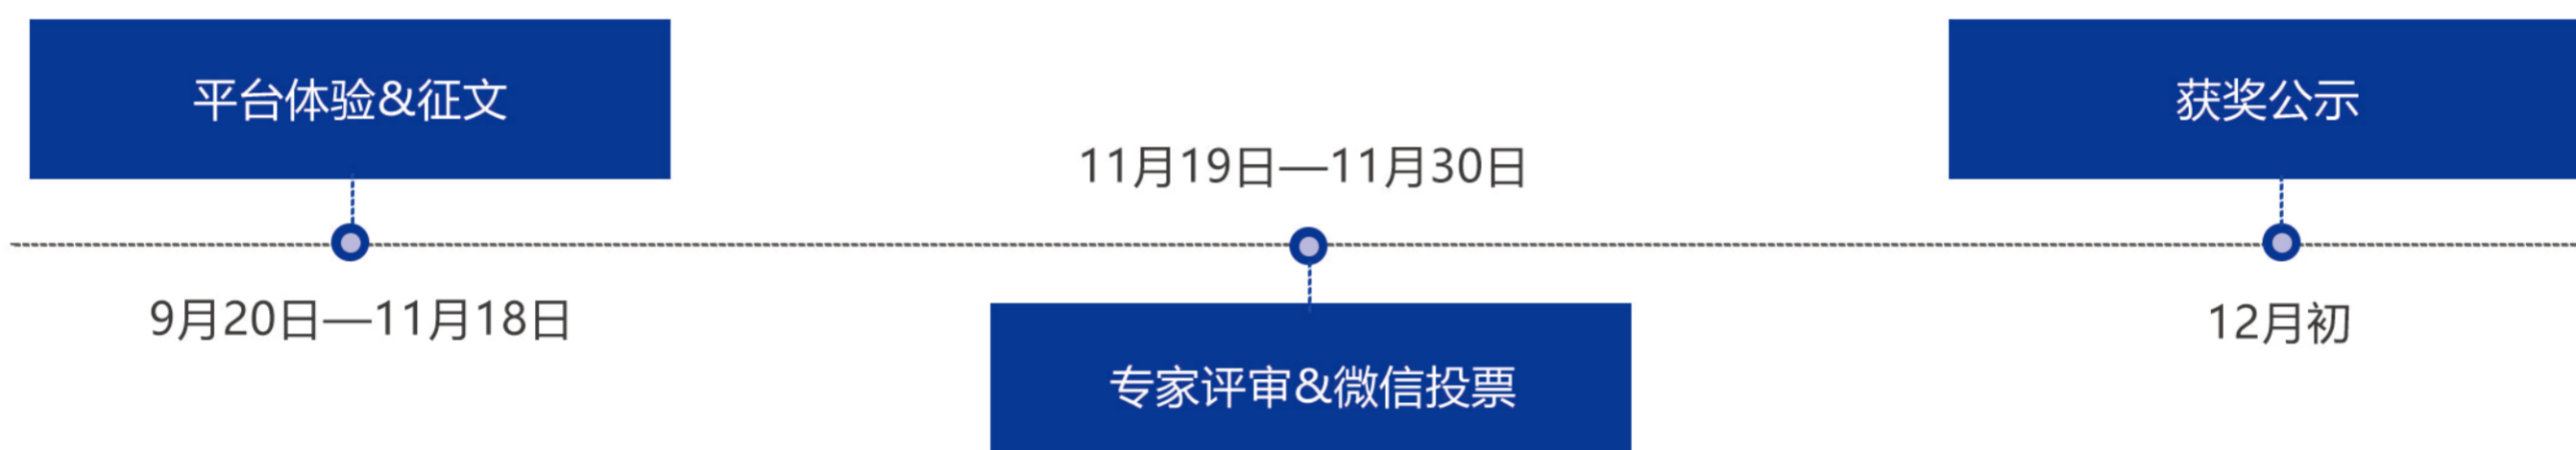 平台体验&征文
9月20日—11月18日
11月19日—11月30日
专家评审&微信投票
获奖公示
12月初